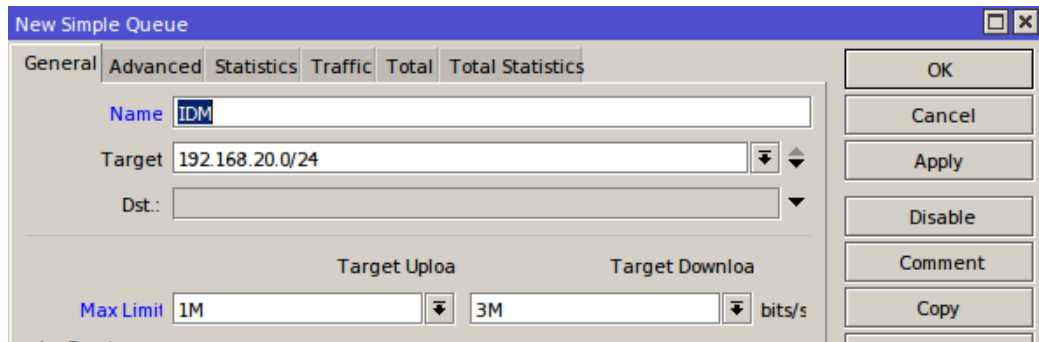 New Simple Queue
General Advanced Statistics Traffic Total Total Statistics
Name IDM
Target 192.168.20.0/24
Dst.:
Target Uploa Target Downloa
Max Limit 1M 3M bits/s
OK
Cancel
Apply
Disable
Comment
Copy